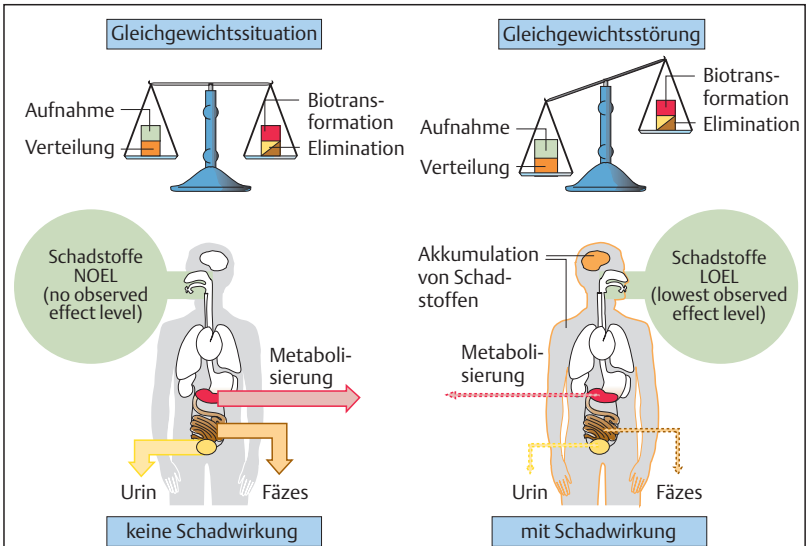 Gleichgewichtssituation
Aufnahme
Verteilung
Biotrans-
formation
Elimination
Schadstoffe
NOEL
(no observed
effect level)
Metaboli-
sierung
Urin
Fäzes
keine Schadwirkung
Gleichgewichtsstörung
Aufnahme
Verteilung
Biotrans-
formation
Elimination
Akkumulation
von Schad-
stoffen
Schadstoffe
LOEL
(lowest observed
effect level)
Metaboli-
sierung
Urin
Fäzes
mit Schadwirkung